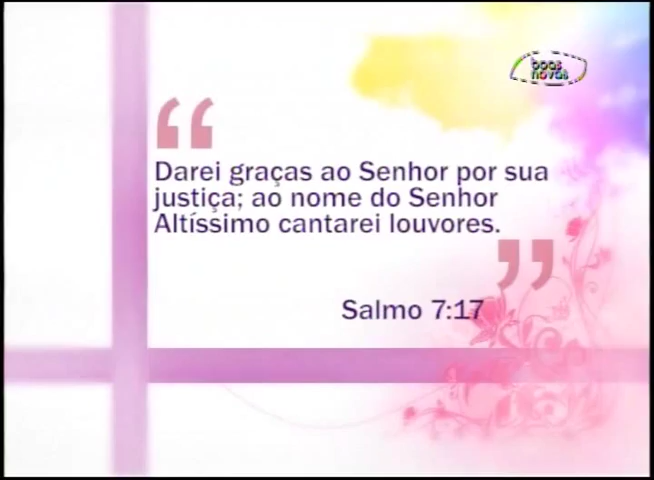 boas
novas
“
Darei graças ao Senhor por sua
justiça; ao nome do Senhor
Altíssimo cantarei louvores.
”
Salmo 7:17